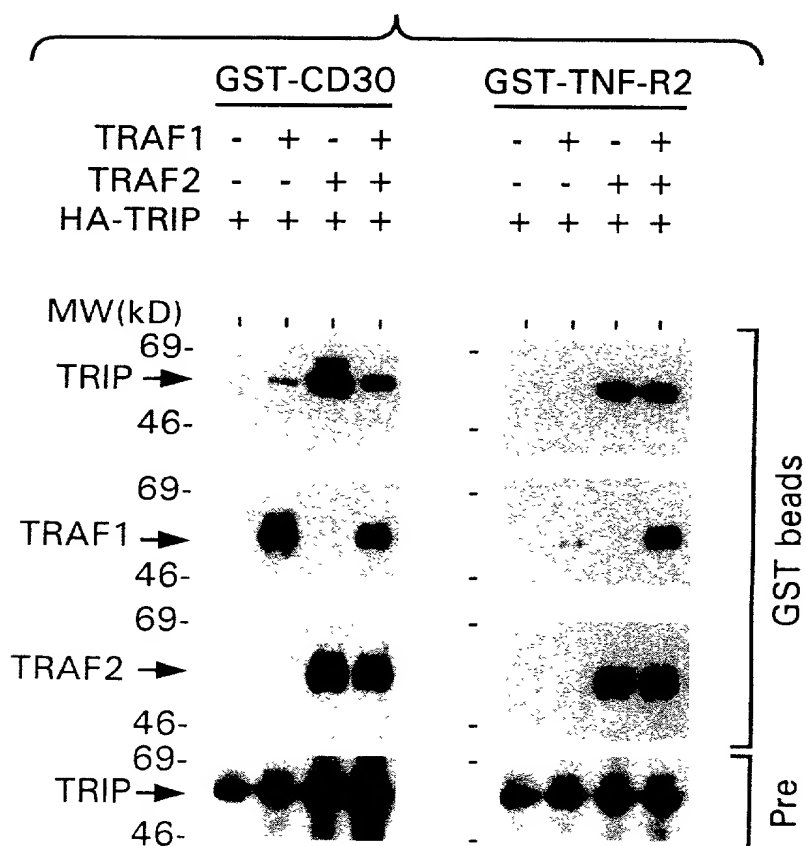 GST-CD30 GST-TNF-R2
TRAF1 - + - + - + - +
TRAF2 - - + + - - + +
HA-TRIP + + + + + + + +
MW(kD)
69-
TRIP
46-
69-
TRAF1
46-
69-
TRAF2
46-
69-
TRIP
46-
GST beads
Pre